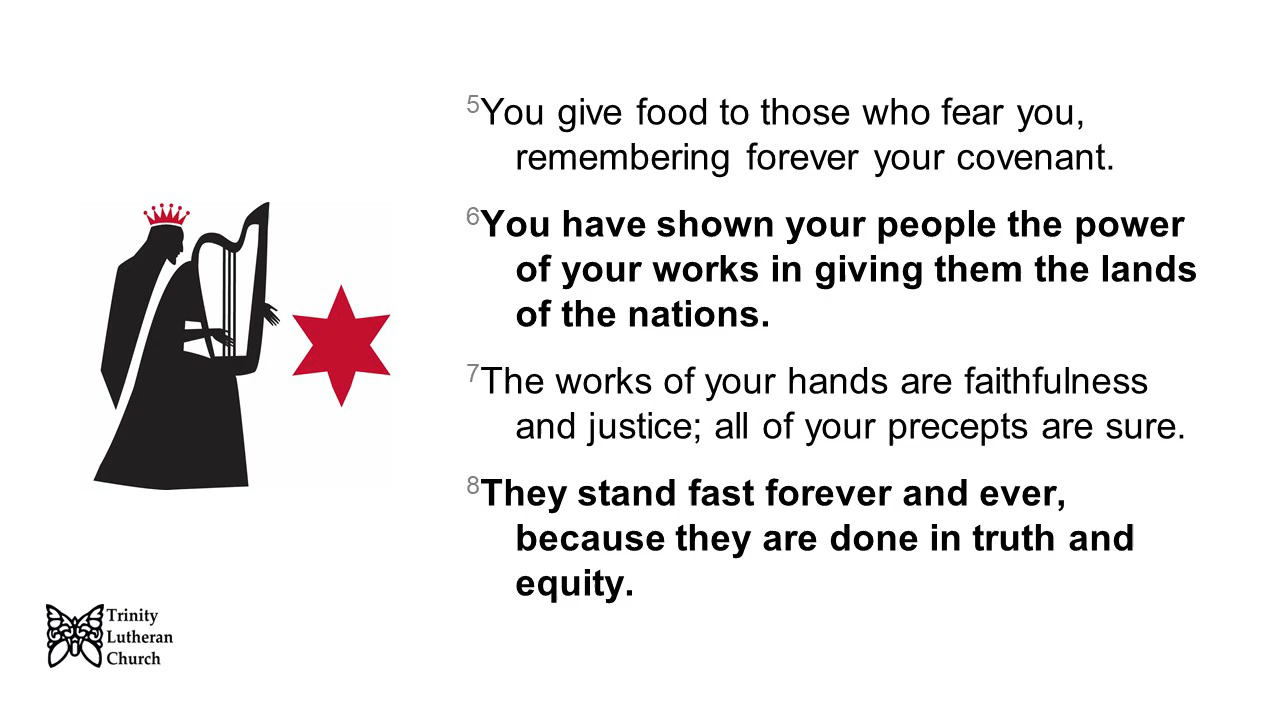 5You give food to those who fear you,
remembering forever your covenant.
6You have shown your people the power
of your works in giving them the lands
of the nations.
7The works of your hands are faithfulness
and justice; all of your precepts are sure.
8They stand fast forever and ever,
because they are done in truth and
equity.
Trinity
Lutheran
Church